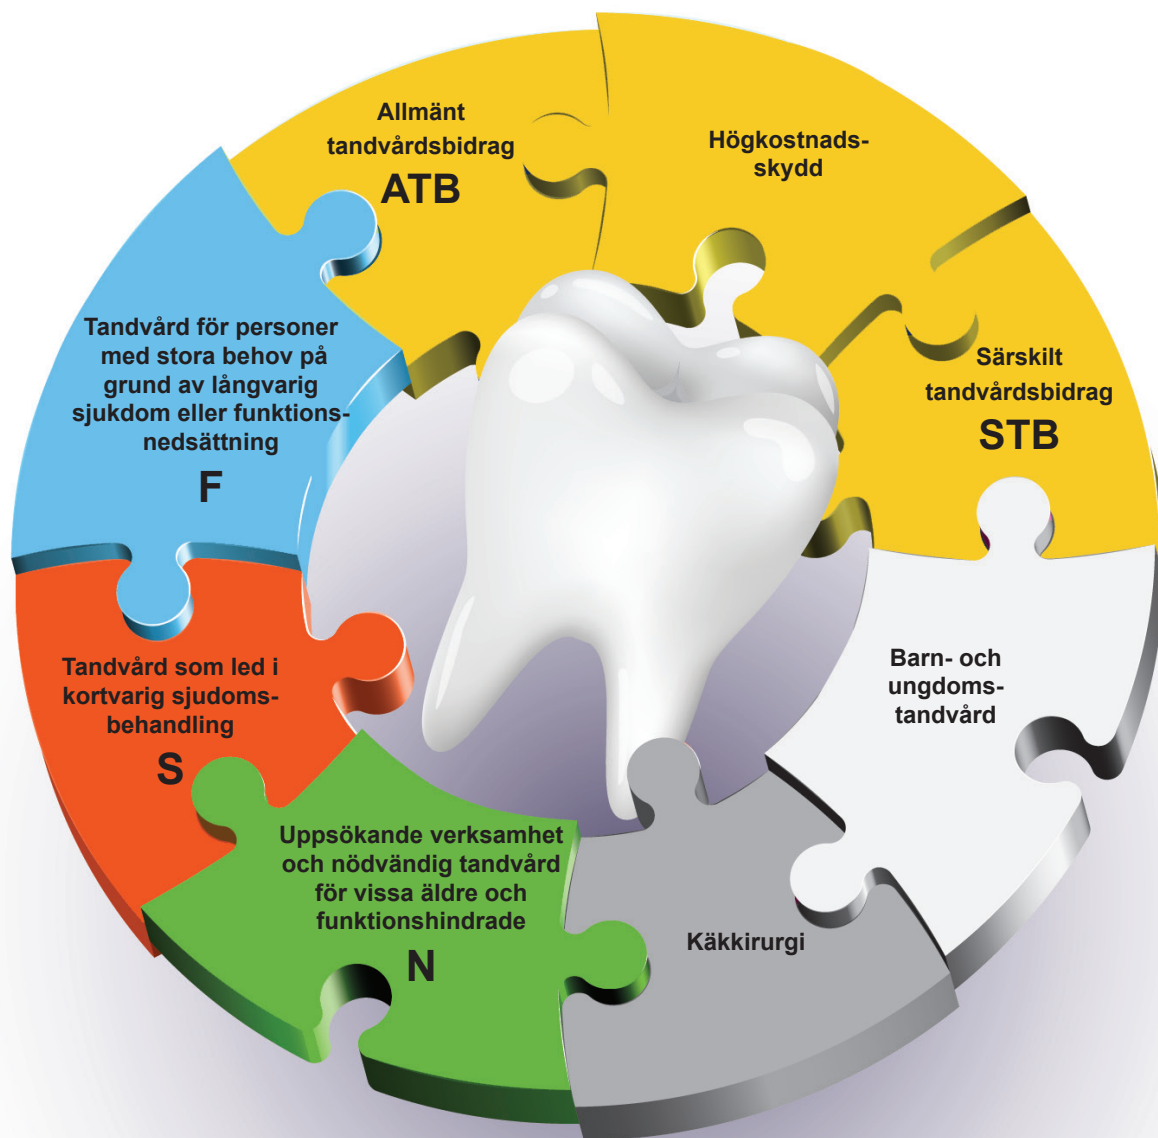 Allmänt
tandvårdsbidrag
ATB
Högkostnads-
skydd
Särskilt
tandvårdsbidrag
STB
Tandvård för personer
med stora behov på
grund av långvarig
sjukdom eller funktions-
nedsättning
F
Tandvård som led i
kortvarig sjudoms-
behandling
S
Barn- och
ungdoms-
tandvård
Uppsökande verksamhet
och nödvändig tandvård
för vissa äldre och
funktionshindrade
N
Käkkirurgi